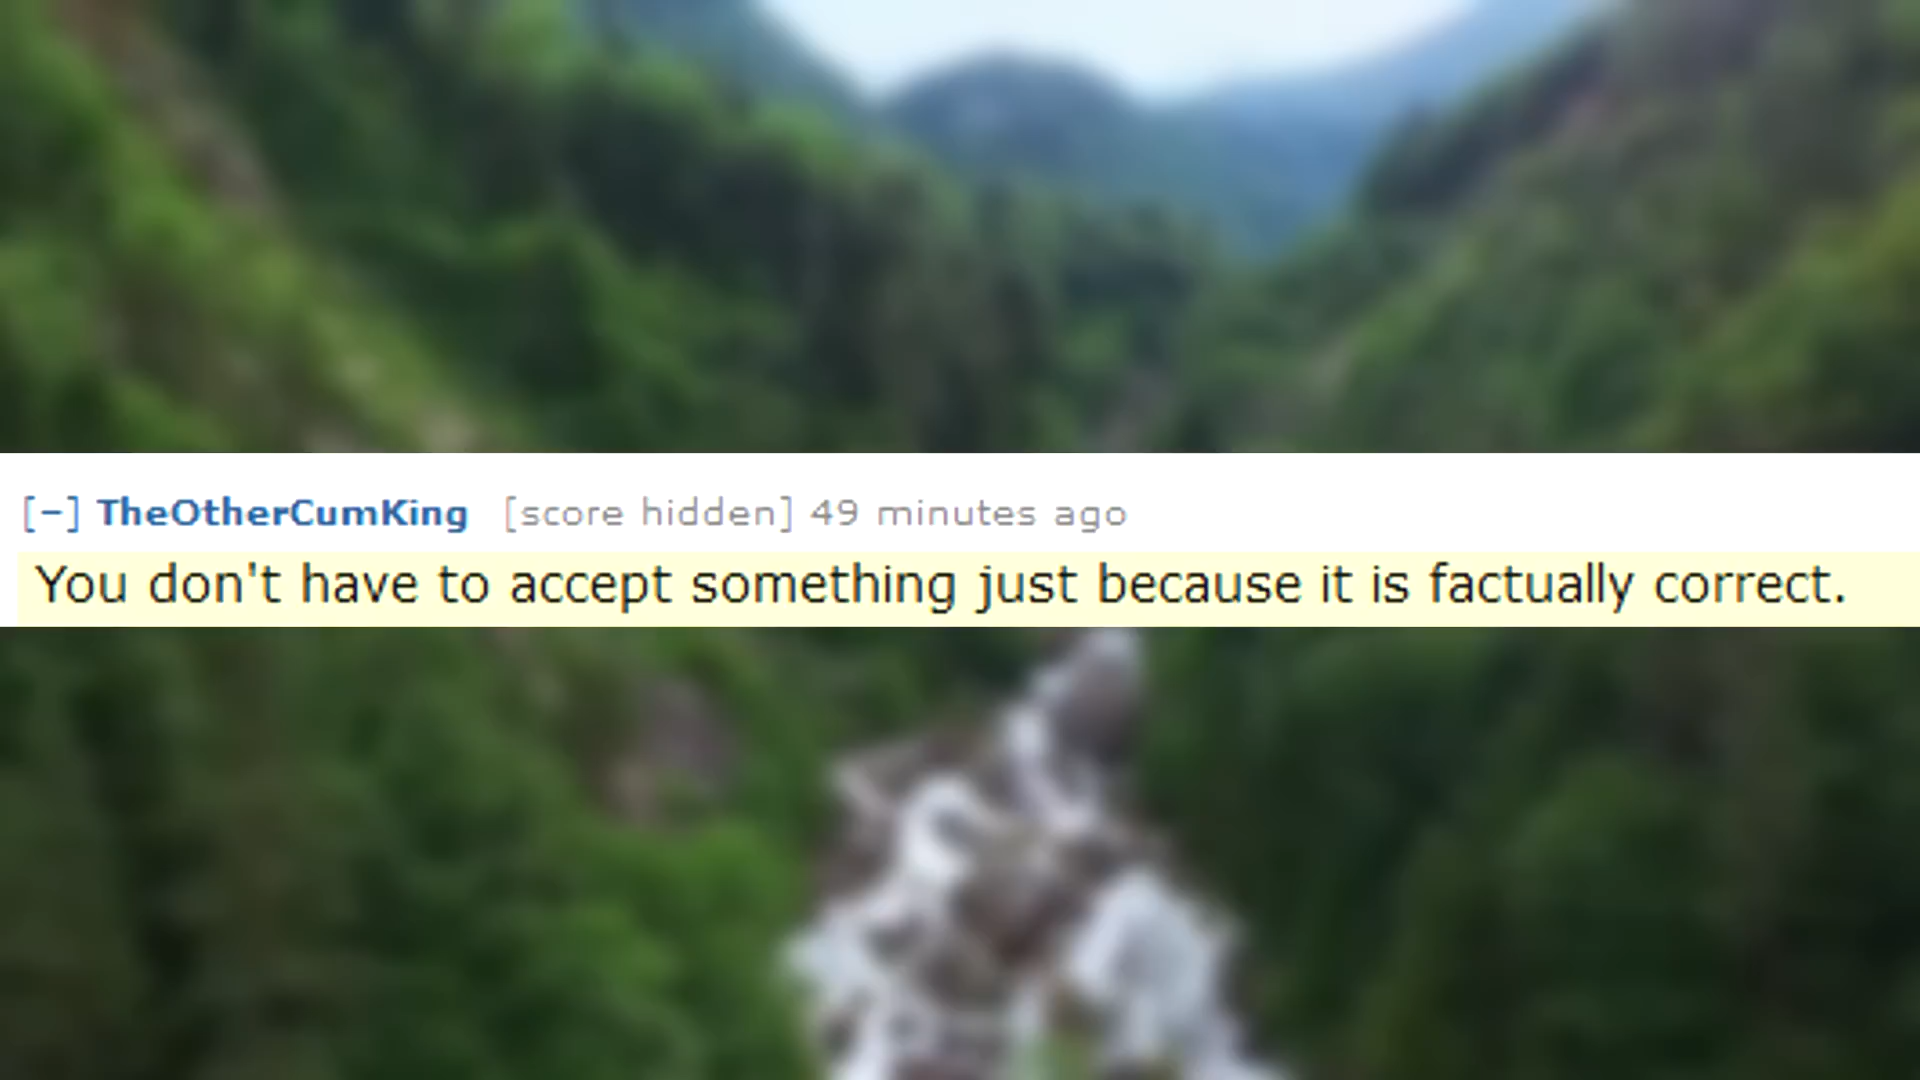 [–] TheOtherCumKing [score hidden] 49 minutes ago
You don't have to accept something just because it is factually correct.